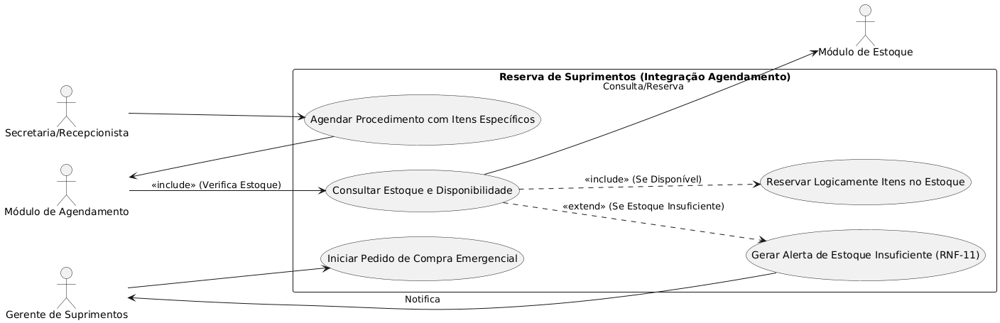 Módulo de Estoque
Reserva de Suprimentos (Integração Agendamento)
Consulta/Reserva
Secretaria/Recepcionista
Agendar Procedimento com Itens Específicos
Módulo de Agendamento
«include» (Verifica Estoque)
Consultar Estoque e Disponibilidade
«include» (Se Disponível)
Reservar Logicamente Itens no Estoque
«extend» (Se Estoque Insuficiente)
Iniciar Pedido de Compra Emergencial
Gerar Alerta de Estoque Insuficiente (RNF-11)
Gerente de Suprimentos
Notifica